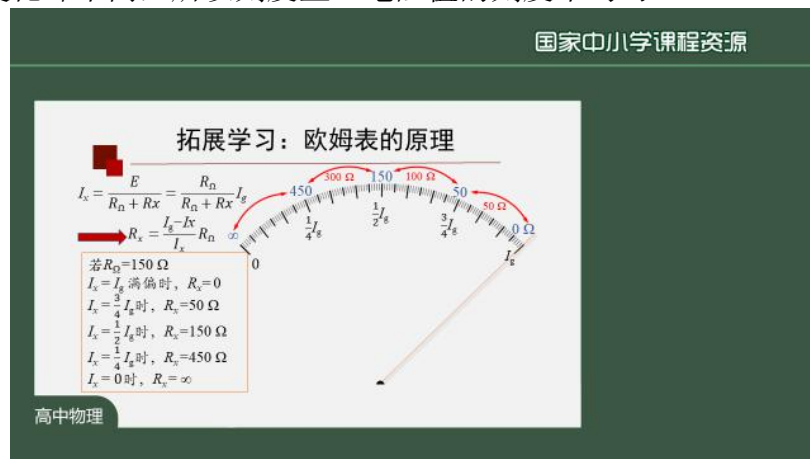 国家中小学课程资源
拓展学习：欧姆表的原理
I_x = E/(R_Ω + Rx) = R_Ω/(R_Ω + Rx) I_g
R_x = (I_g−Ix)/I_x R_Ω
若R_Ω=150 Ω
I_x = I_g 满偏时，R_x=0
I_x = 3/4 I_g时，R_x=50 Ω
I_x = 1/2 I_g时，R_x=150 Ω
I_x = 1/4 I_g时，R_x=450 Ω
I_x = 0时，R_x= ∞
300 Ω
100 Ω
50 Ω
∞
450
150
50
0 Ω
0
1/4 I_g
1/2 I_g
3/4 I_g
I_g
高中物理